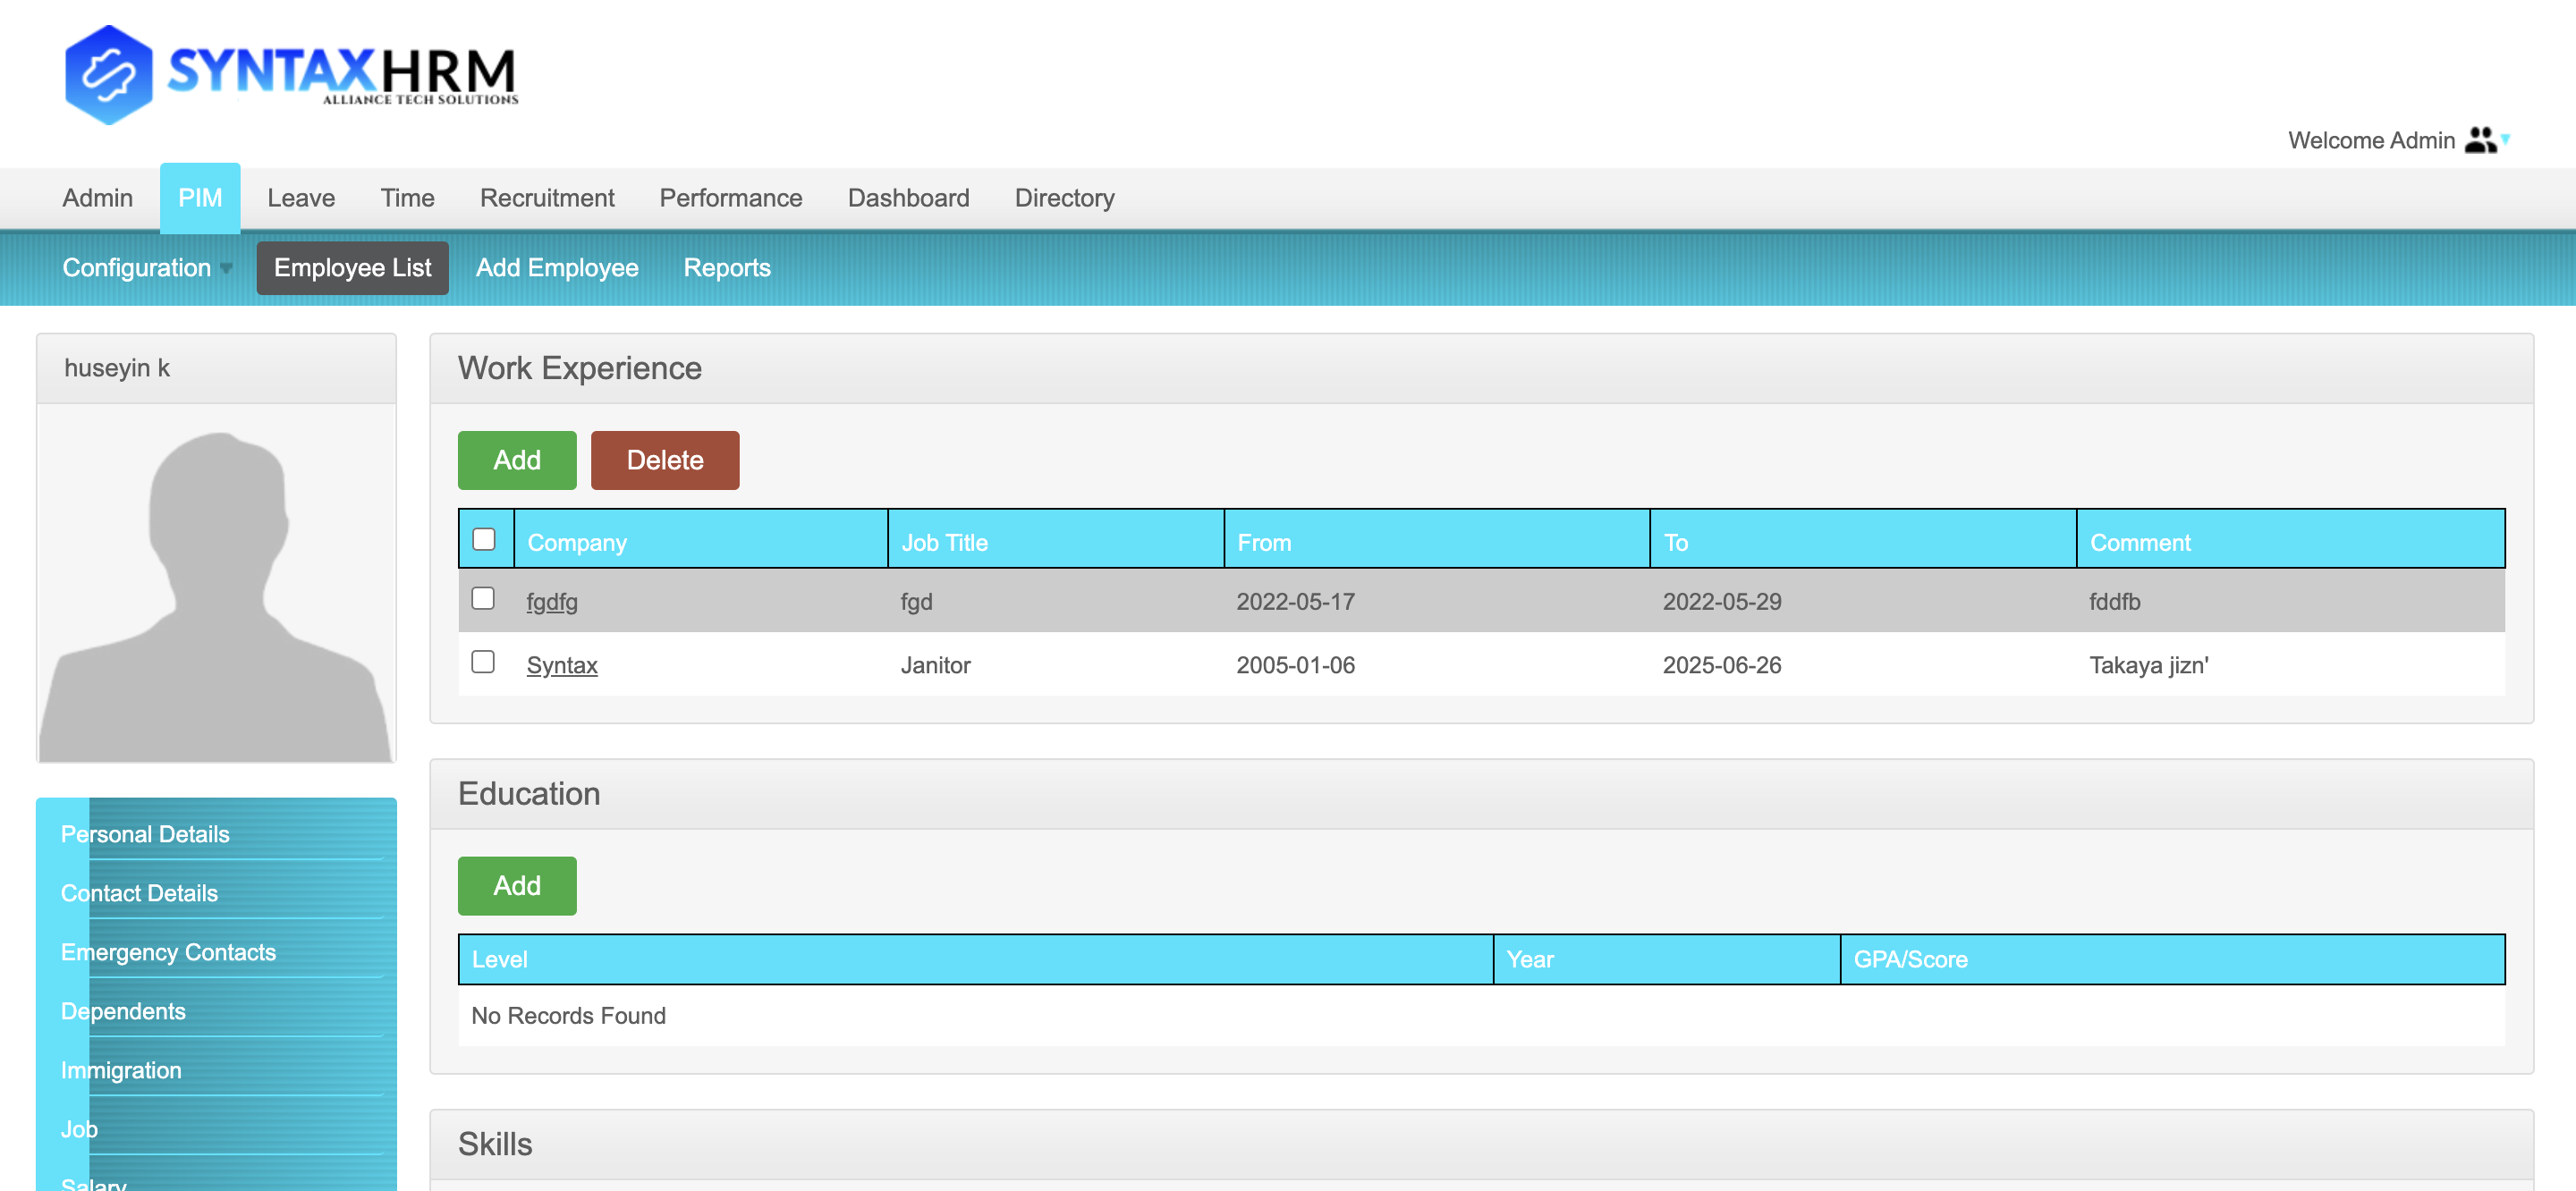 SYNTAXHRM
ALLIANCE TECH SOLUTIONS
Welcome Admin
Admin PIM Leave Time Recruitment Performance Dashboard Directory
Configuration Employee List Add Employee Reports
huseyin k
Work Experience
Add Delete
Company Job Title From To Comment
fgdfg fgd 2022-05-17 2022-05-29 fddfb
Syntax Janitor 2005-01-06 2025-06-26 Takaya jizn'
Education
Add
Level Year GPA/Score
No Records Found
Skills
Personal Details
Contact Details
Emergency Contacts
Dependents
Immigration
Job
Salary